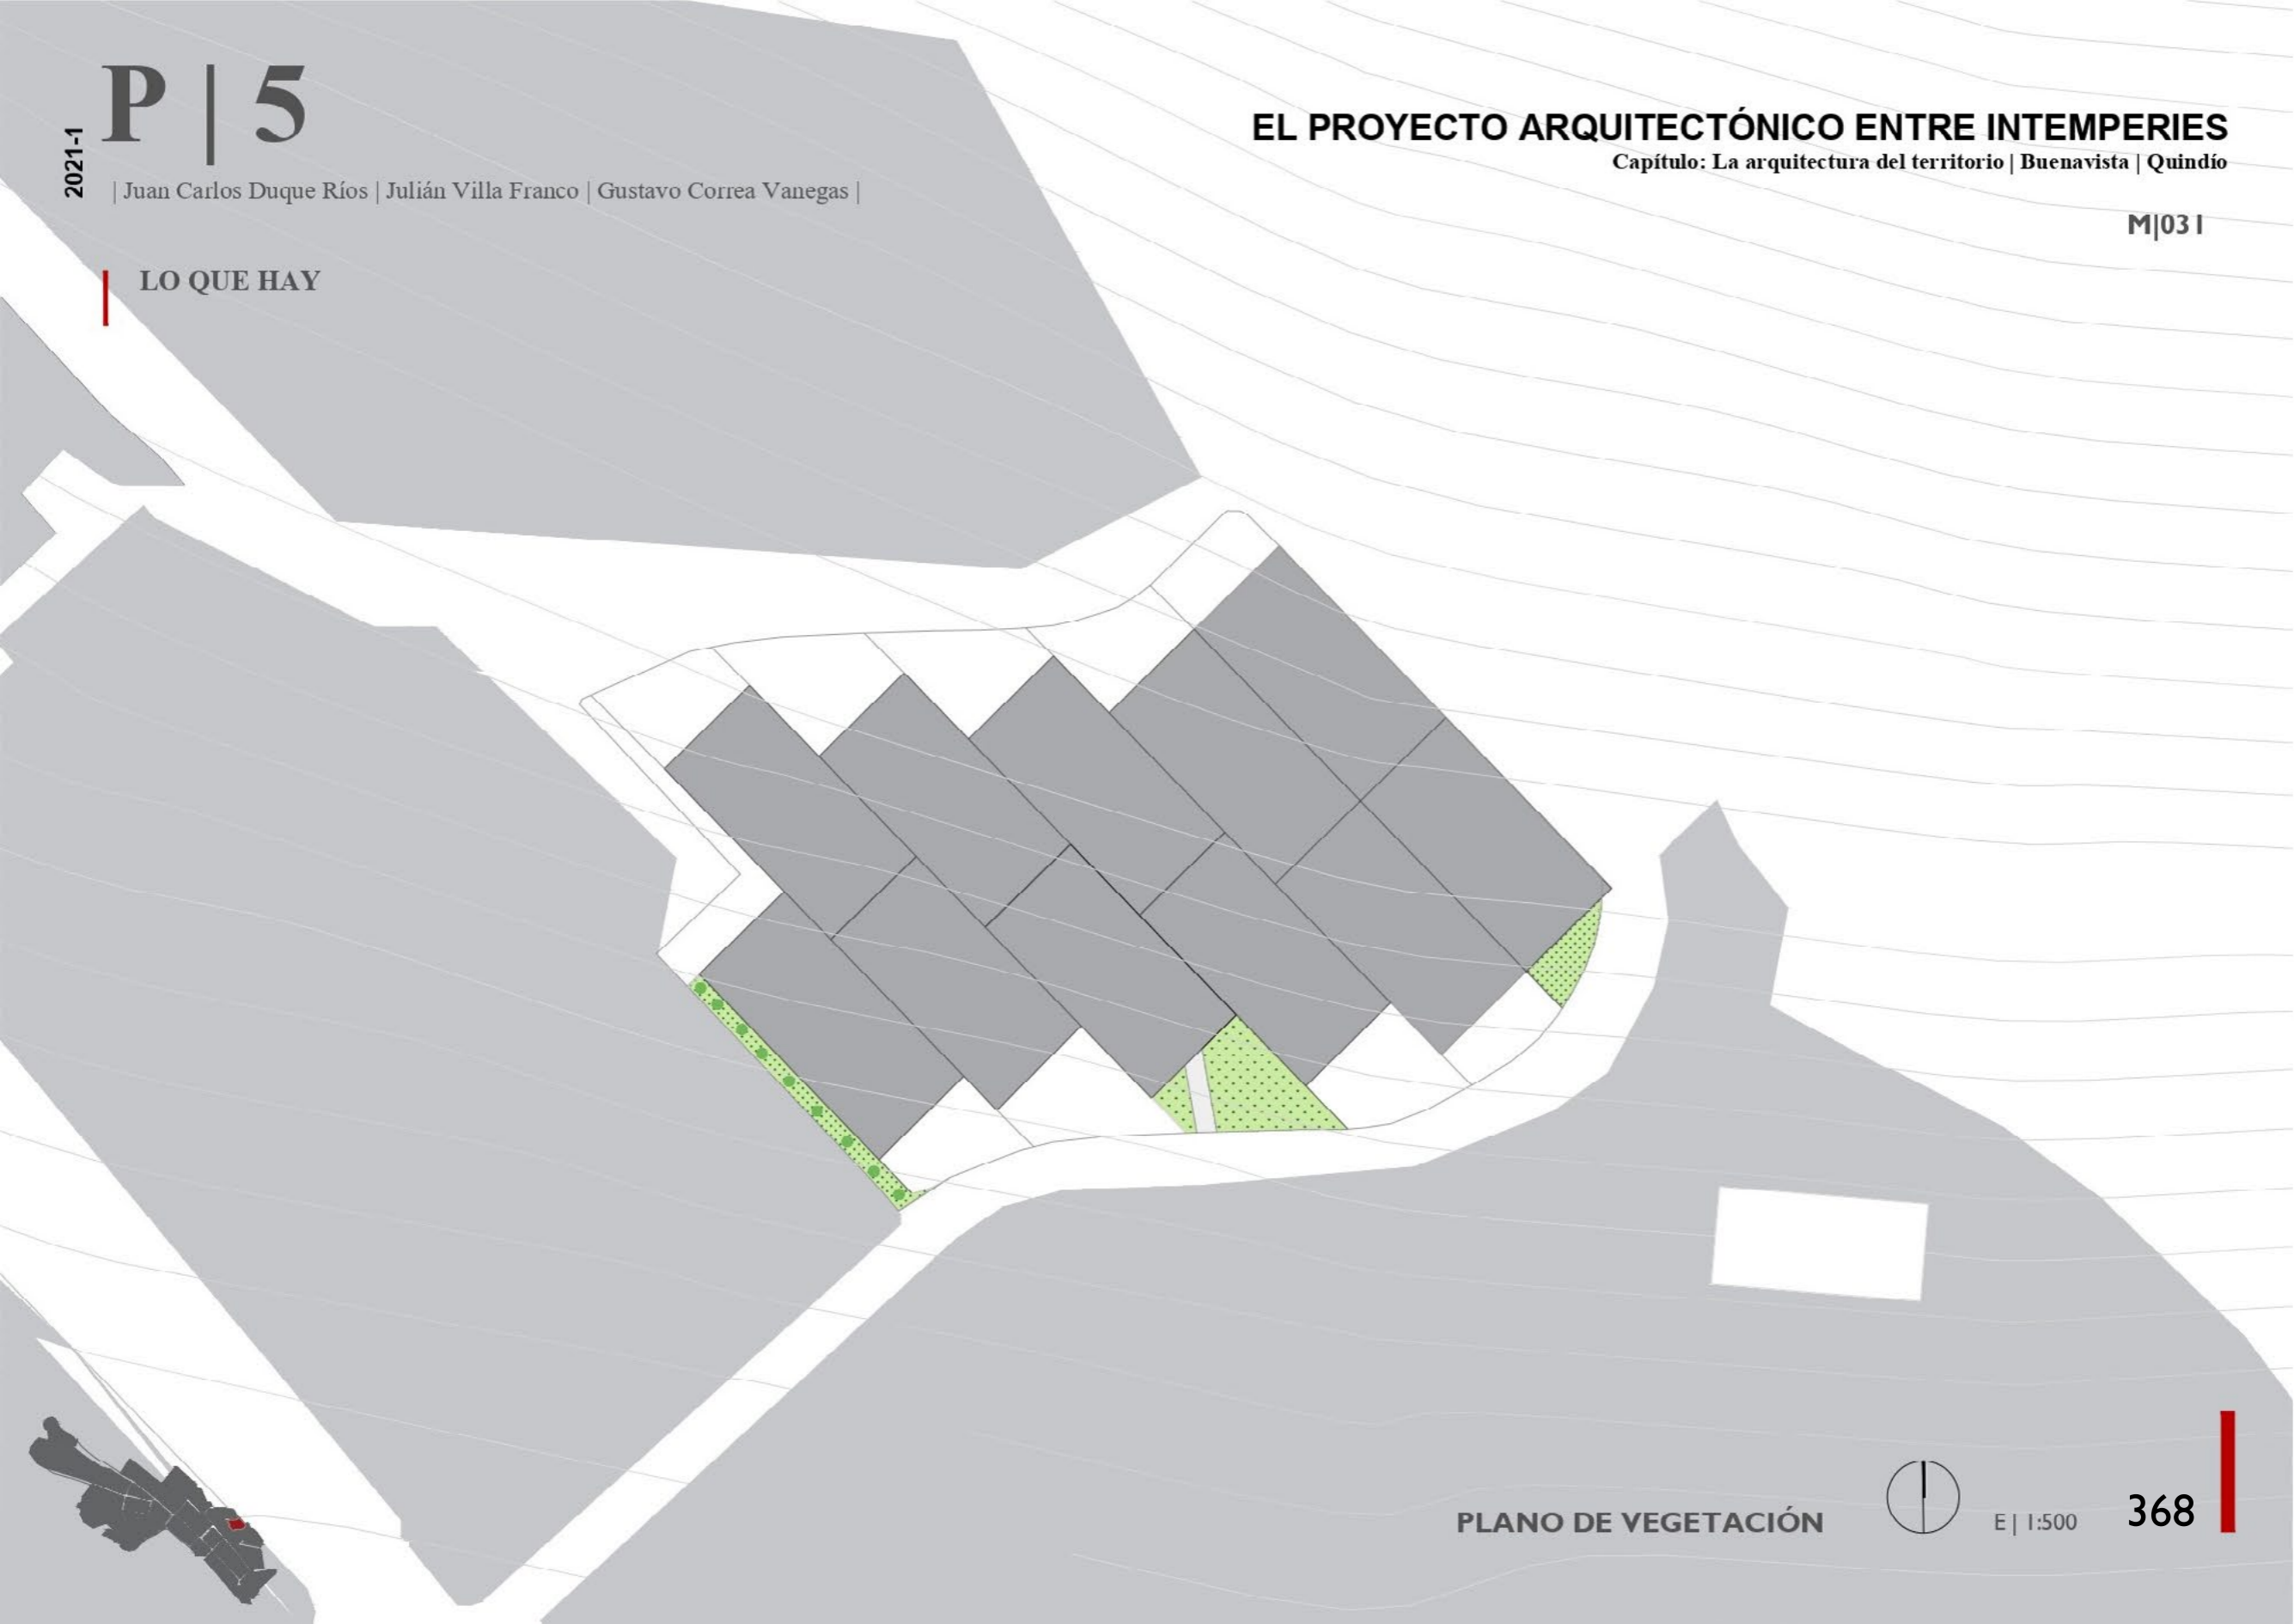 P | 5
2021-1
| Juan Carlos Duque Ríos | Julián Villa Franco | Gustavo Correa Vanegas |
LO QUE HAY
EL PROYECTO ARQUITECTÓNICO ENTRE INTEMPERIES
Capítulo: La arquitectura del territorio | Buenavista | Quindío
M|031
PLANO DE VEGETACIÓN
E | 1:500
368